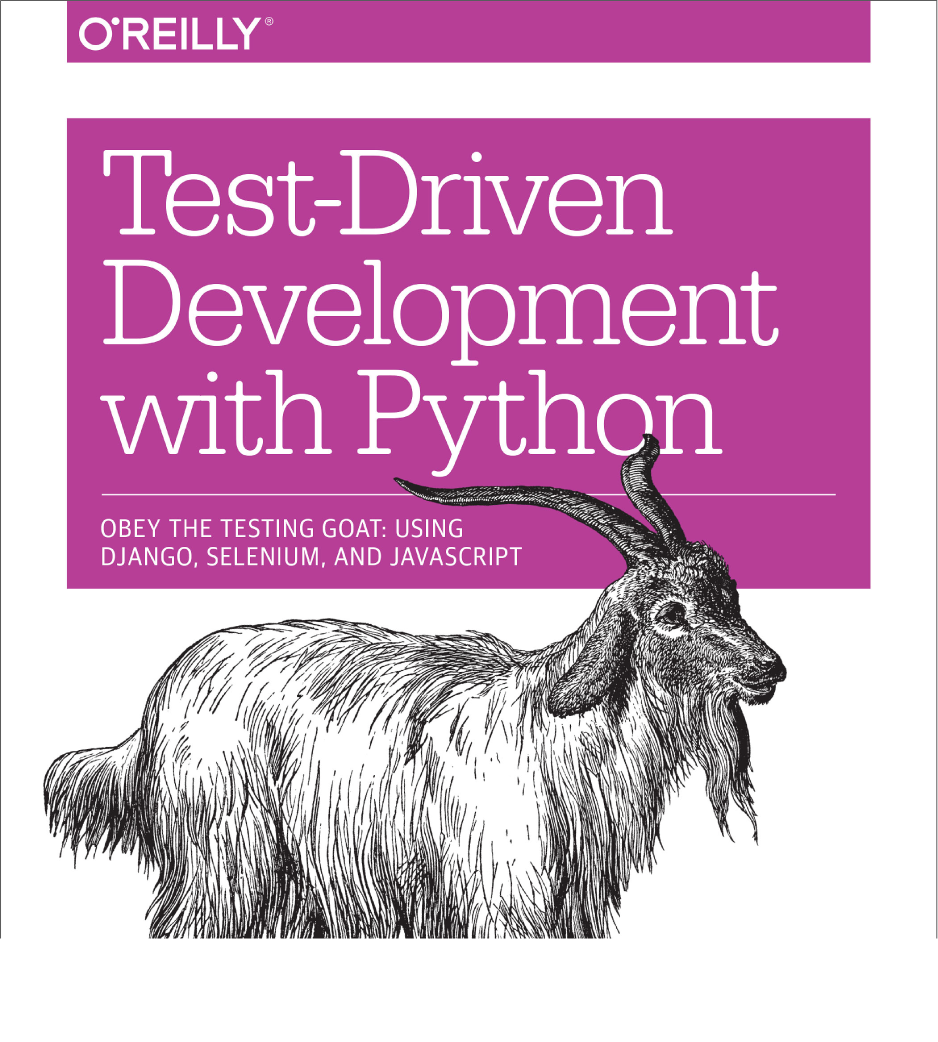 O'REILLY®
Test-Driven
Development
with Python
OBEY THE TESTING GOAT: USING
DJANGO, SELENIUM, AND JAVASCRIPT